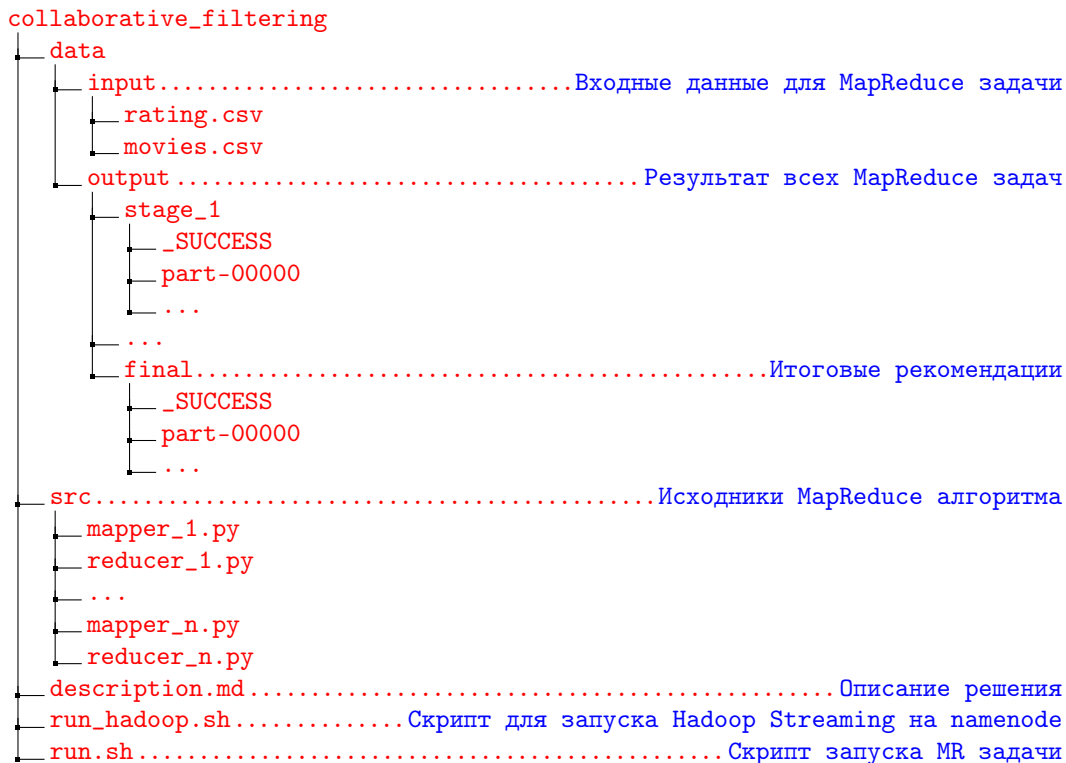 collaborative_filtering
data
input..................................Входные данные для MapReduce задачи
rating.csv
movies.csv
output......................................Результат всех MapReduce задач
stage_1
_SUCCESS
part-00000
...
...
final...............................................Итоговые рекомендации
_SUCCESS
part-00000
...
src..............................................Исходники MapReduce алгоритма
mapper_1.py
reducer_1.py
...
mapper_n.py
reducer_n.py
description.md................................................Описание решения
run_hadoop.sh..............Скрипт для запуска Hadoop Streaming на namenode
run.sh................................................Скрипт запуска MR задачи